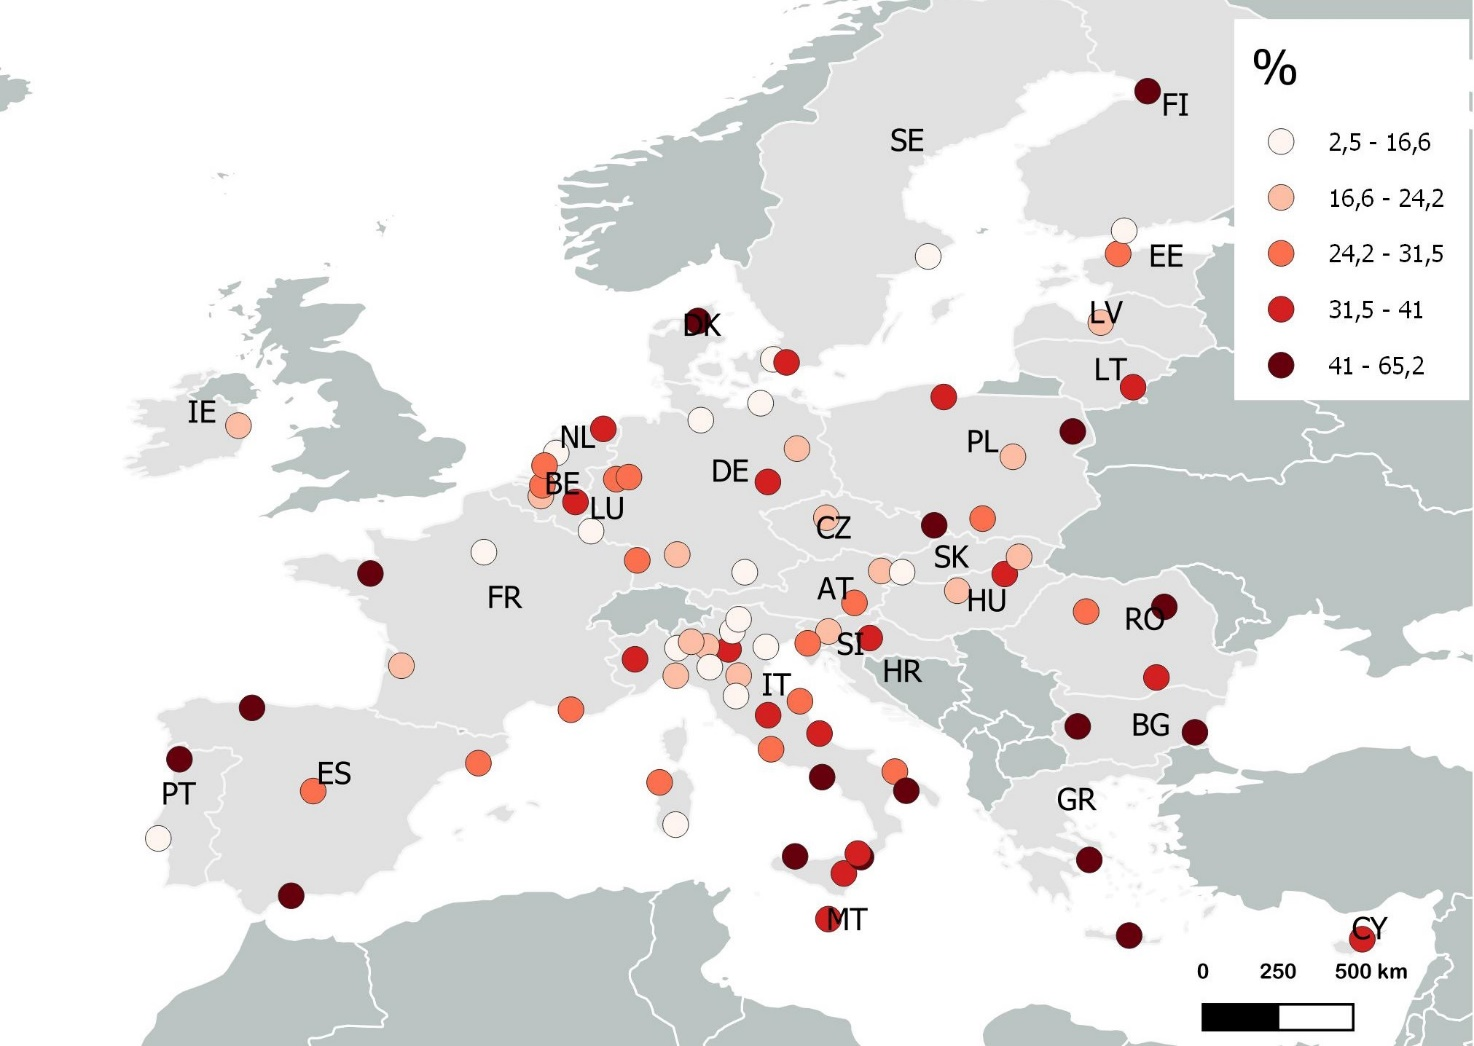 %
2,5 - 16,6
16,6 - 24,2
24,2 - 31,5
31,5 - 41
41 - 65,2
FI
SE
EE
LV
DK
LT
IE
NL
PL
DE
BE
LU
CZ
SK
AT
FR
HU
RO
SI
HR
IT
BG
ES
PT
GR
MT
CY
0 250 500 km